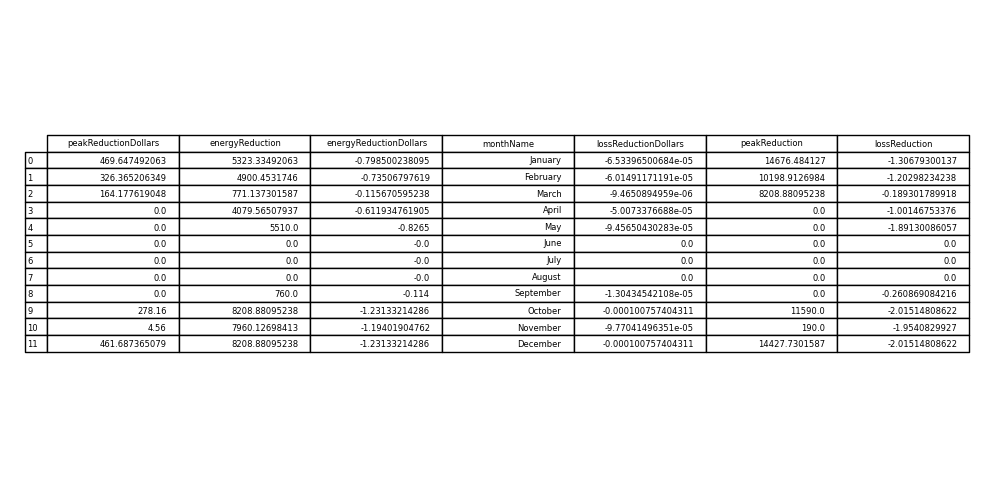 peakReductionDollars energyReduction energyReductionDollars monthName lossReductionDollars peakReduction lossReduction
0 469.647492063 5323.33492063 -0.798500238095 January -6.53396500684e-05 14676.484127 -1.30679300137
1 326.365206349 4900.4531746 -0.73506797619 February -6.01491171191e-05 10198.9126984 -1.20298234238
2 164.177619048 771.137301587 -0.115670595238 March -9.4650894959e-06 8208.88095238 -0.189301789918
3 0.0 4079.56507937 -0.611934761905 April -5.0073376688e-05 0.0 -1.00146753376
4 0.0 5510.0 -0.8265 May -9.45650430283e-05 0.0 -1.89130086057
5 0.0 0.0 -0.0 June 0.0 0.0 0.0
6 0.0 0.0 -0.0 July 0.0 0.0 0.0
7 0.0 0.0 -0.0 August 0.0 0.0 0.0
8 0.0 760.0 -0.114 September -1.30434542108e-05 0.0 -0.260869084216
9 278.16 8208.88095238 -1.23133214286 October -0.000100757404311 11590.0 -2.01514808622
10 4.56 7960.12698413 -1.19401904762 November -9.77041496351e-05 190.0 -1.9540829927
11 461.687365079 8208.88095238 -1.23133214286 December -0.000100757404311 14427.7301587 -2.01514808622